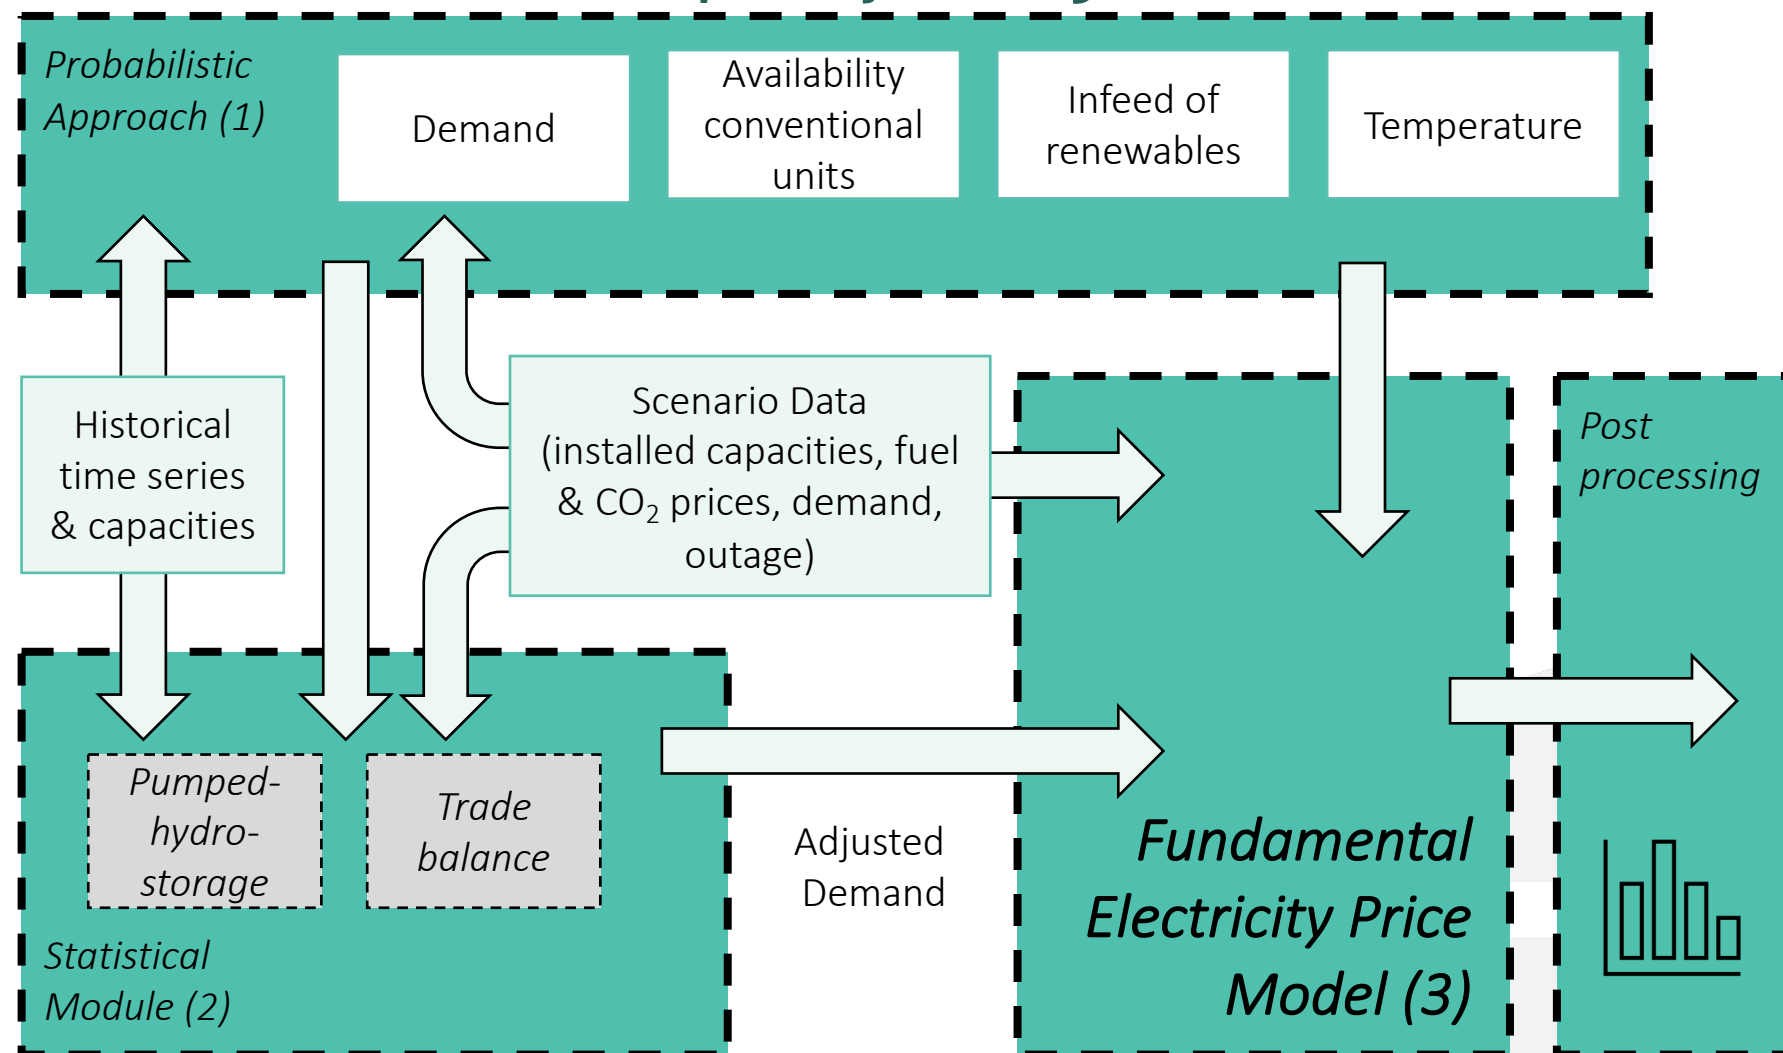 Probabilistic
Approach (1)
Demand
Availability
conventional
units
Infeed of
renewables
Temperature
Historical
time series
& capacities
Scenario Data
(installed capacities, fuel
& CO₂ prices, demand,
outage)
Post
processing
Pumped-
hydro-
storage
Trade
balance
Statistical
Module (2)
Adjusted
Demand
Fundamental
Electricity Price
Model (3)